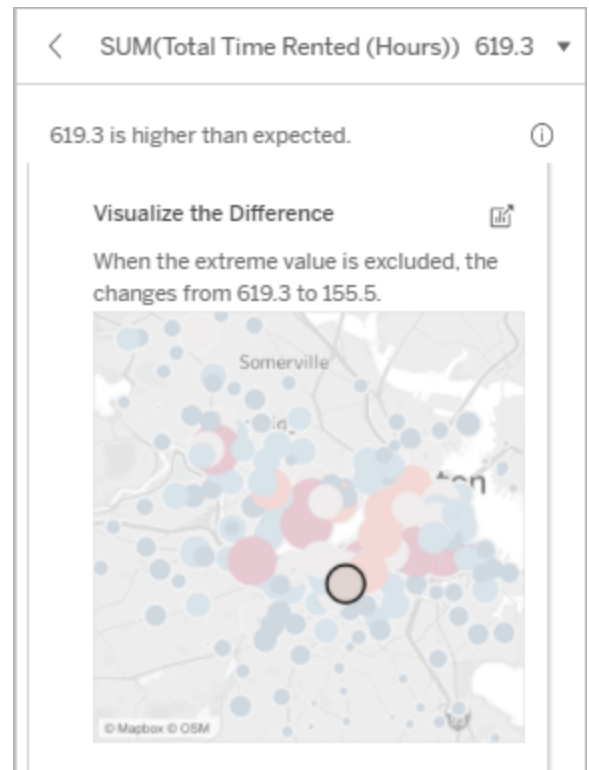 SUM(Total Time Rented (Hours)) 619.3
619.3 is higher than expected.
Visualize the Difference
When the extreme value is excluded, the
changes from 619.3 to 155.5.
Somerville
ton
© Mapbox © OSM